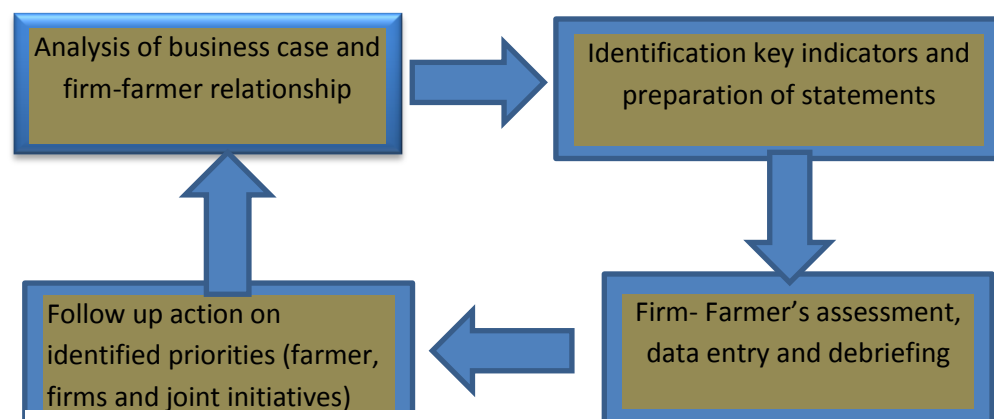 Analysis of business case and
firm-farmer relationship
Identification key indicators and
preparation of statements
Firm- Farmer's assessment,
data entry and debriefing
Follow up action on
identified priorities (farmer,
firms and joint initiatives)